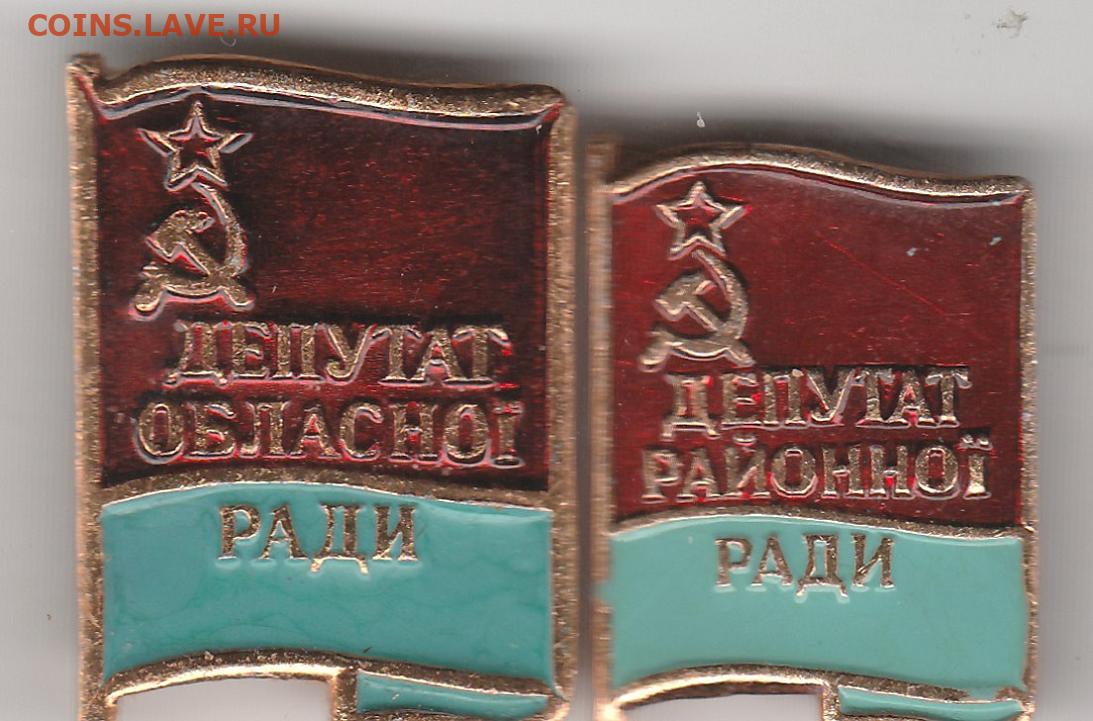 COINS.LAVE.RU
ДЕПУТАТ
ОБЛАСНОЇ
РАДИ
ДЕПУТАТ
РАЙОННОЇ
РАДИ